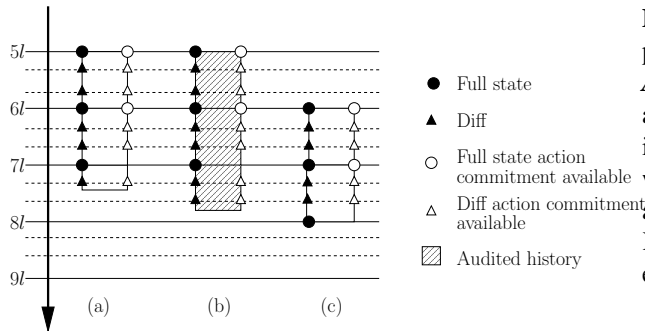 5l
6l
7l
8l
9l
(a)
(b)
(c)
Full state
Diff
Full state action
commitment available
Diff action commitment
available
Audited history